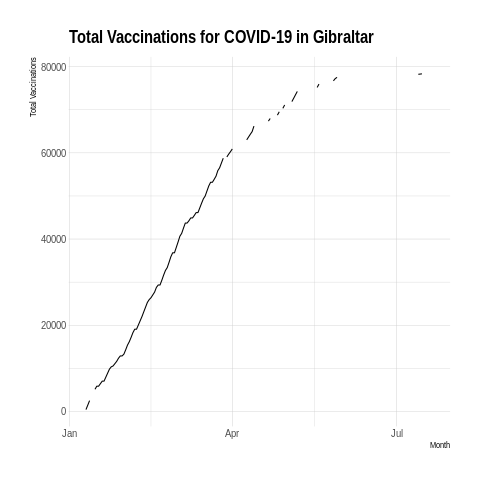 Total Vaccinations for COVID-19 in Gibraltar
Total Vaccinations
80000
60000
40000
20000
0
Jan
Apr
Jul
Month